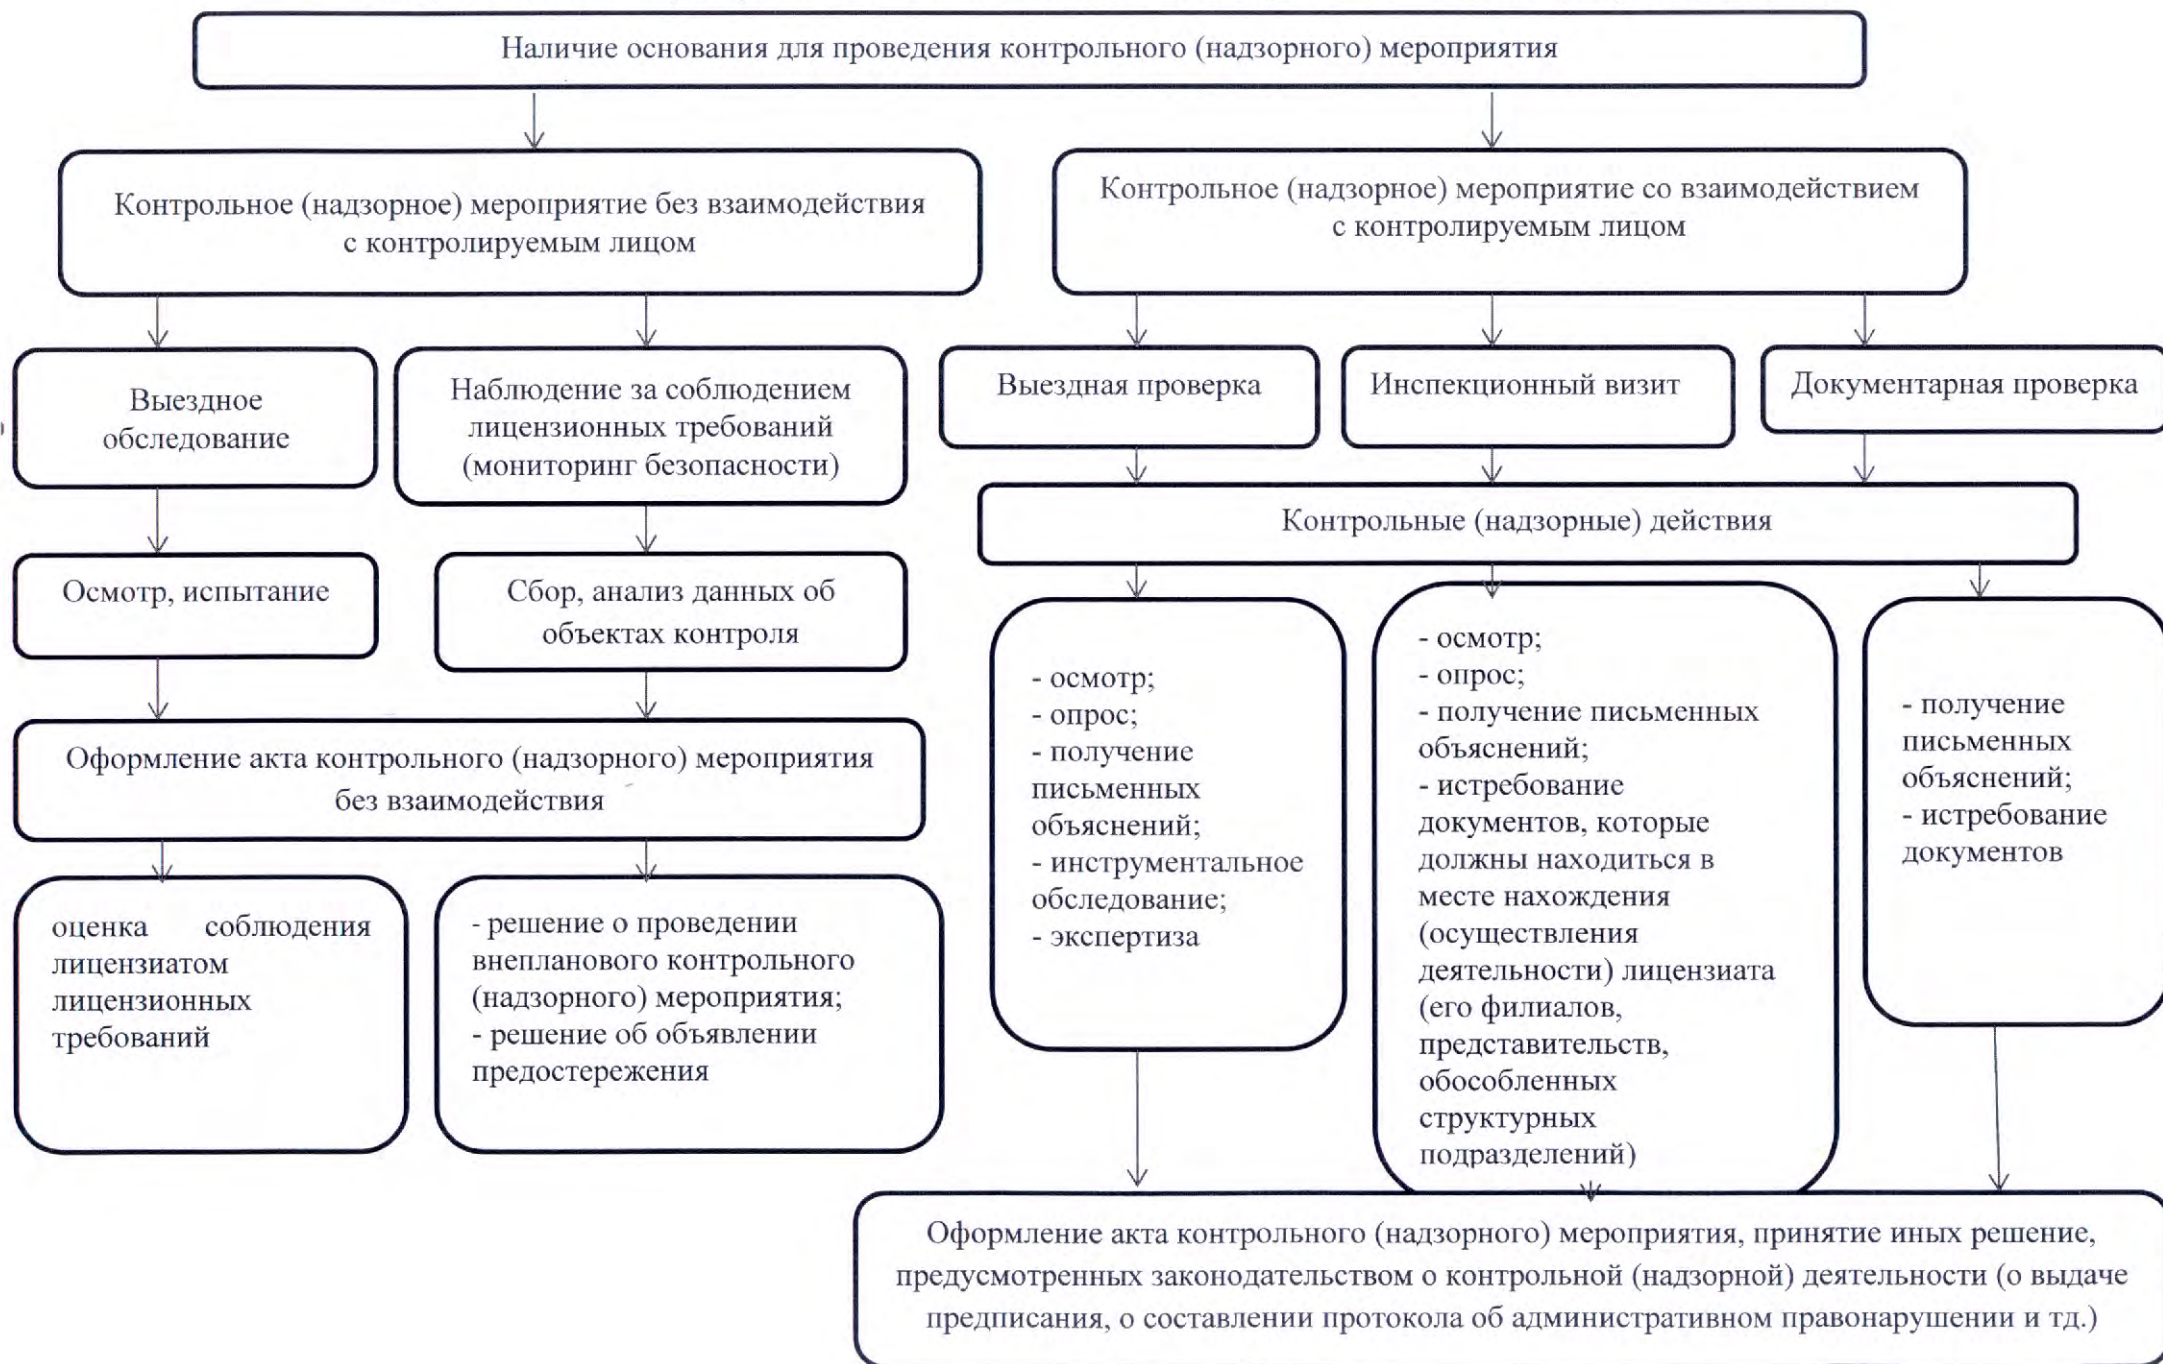 Наличие основания для проведения контрольного (надзорного) мероприятия
Контрольное (надзорное) мероприятие без взаимодействия
с контролируемым лицом
Контрольное (надзорное) мероприятие со взаимодействием
с контролируемым лицом
Выездное
обследование
Наблюдение за соблюдением
лицензионных требований
(мониторинг безопасности)
Выездная проверка
Инспекционный визит
Документарная проверка
Контрольные (надзорные) действия
Осмотр, испытание
Сбор, анализ данных об
объектах контроля
Оформление акта контрольного (надзорного) мероприятия
без взаимодействия
оценка соблюдения
лицензиатом
лицензионных
требований
- решение о проведении
внепланового контрольного
(надзорного) мероприятия;
- решение об объявлении
предостережения
- осмотр;
- опрос;
- получение
письменных
объяснений;
- инструментальное
обследование;
- экспертиза
- осмотр;
- опрос;
- получение письменных
объяснений;
- истребование
документов, которые
должны находиться в
месте нахождения
(осуществления
деятельности) лицензиата
(его филиалов,
представительств,
обособленных
структурных
подразделений)
- получение
письменных
объяснений;
- истребование
документов
Оформление акта контрольного (надзорного) мероприятия, принятие иных решение,
предусмотренных законодательством о контрольной (надзорной) деятельности (о выдаче
предписания, о составлении протокола об административном правонарушении и тд.)